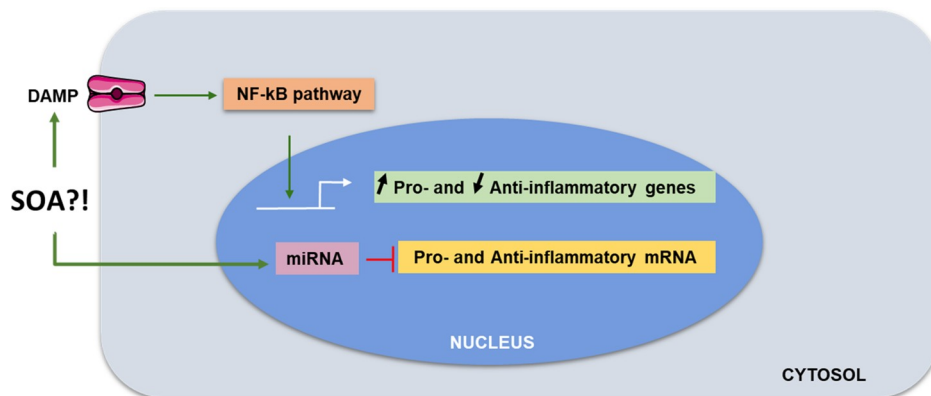 DAMP
NF-kB pathway
SOA?!
Pro- and Anti-inflammatory genes
miRNA
Pro- and Anti-inflammatory mRNA
NUCLEUS
CYTOSOL